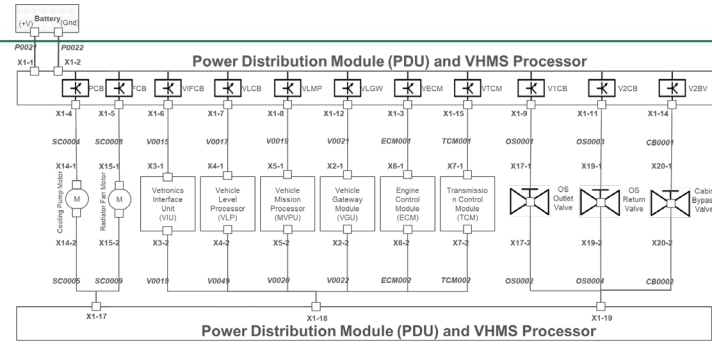 Battery
(+V) (Gnd)
P0021 P0022
X1-1 X1-2
Power Distribution Module (PDU) and VHMS Processor
PCB FCB VIFCB VLCB VLMP VLGW VECM VTCM V1CB V2CB V2BV
X1-4 X1-5 X1-6 X1-7 X1-8 X1-12 X1-3 X1-15 X1-9 X1-11 X1-14
SC0004 SC0008 V0015 V0017 V0019 V0021 ECM001 TCM001 OS0001 OS0003 CB0001
X14-1 X15-1 X3-1 X4-1 X5-1 X2-1 X6-1 X7-1 X17-1 X19-1 X20-1
Cooling Pump Motor
M
Radiator Fan Motor
M
Vetronics
Interface
Unit
(VIU)
Vehicle
Level
Processor
(VLP)
Vehicle
Mission
Processor
(MVPU)
Vehicle
Gateway
Module
(VGU)
Engine
Control
Module
(ECM)
Transmissio
n Control
Module
(TCM)
OS
Outlet
Valve
OS
Return
Valve
Cabin
Bypass
Valve
X14-2 X15-2 X3-2 X4-2 X5-2 X2-2 X6-2 X7-2 X17-2 X19-2 X20-2
SC0005 SC0009 V0019 V0049 V0020 V0022 ECM002 TCM002 OS0002 OS0004 CB0002
X1-17 X1-18 X1-19
Power Distribution Module (PDU) and VHMS Processor